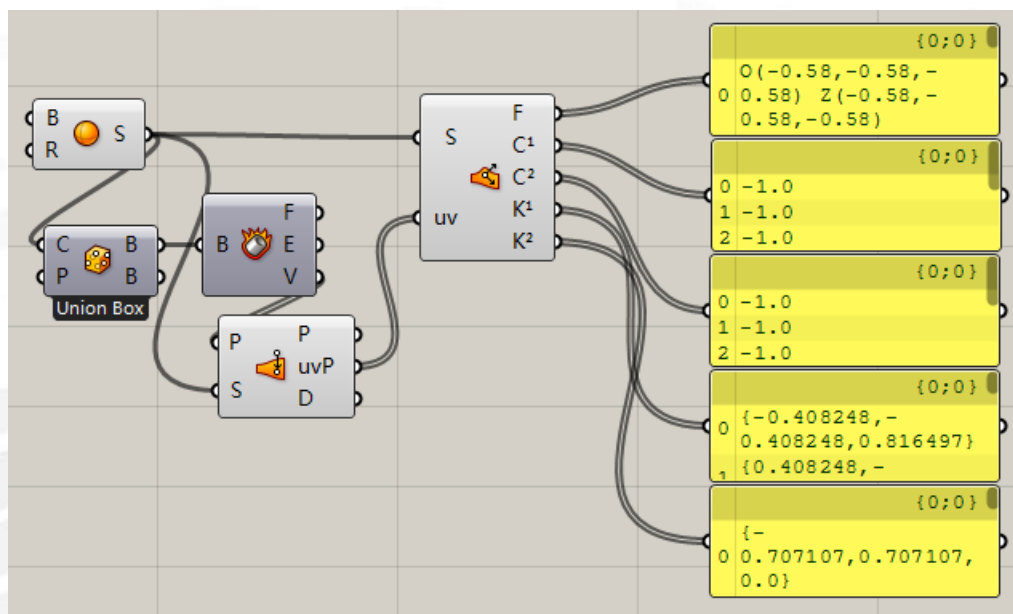 B
R
S
C
P
B
B
Union Box
B
F
E
V
P
S
P
uvP
D
S
uv
F
C¹
C²
K¹
K²
{0;0}
0 O(-0.58,-0.58,-
0.58) Z(-0.58,-
0.58,-0.58)
{0;0}
0 -1.0
1 -1.0
2 -1.0
{0;0}
0 -1.0
1 -1.0
2 -1.0
{0;0}
0 {-0.408248,-
0.408248,0.816497}
1 {0.408248,-
{0;0}
0 {-
0.707107,0.707107,
0.0}